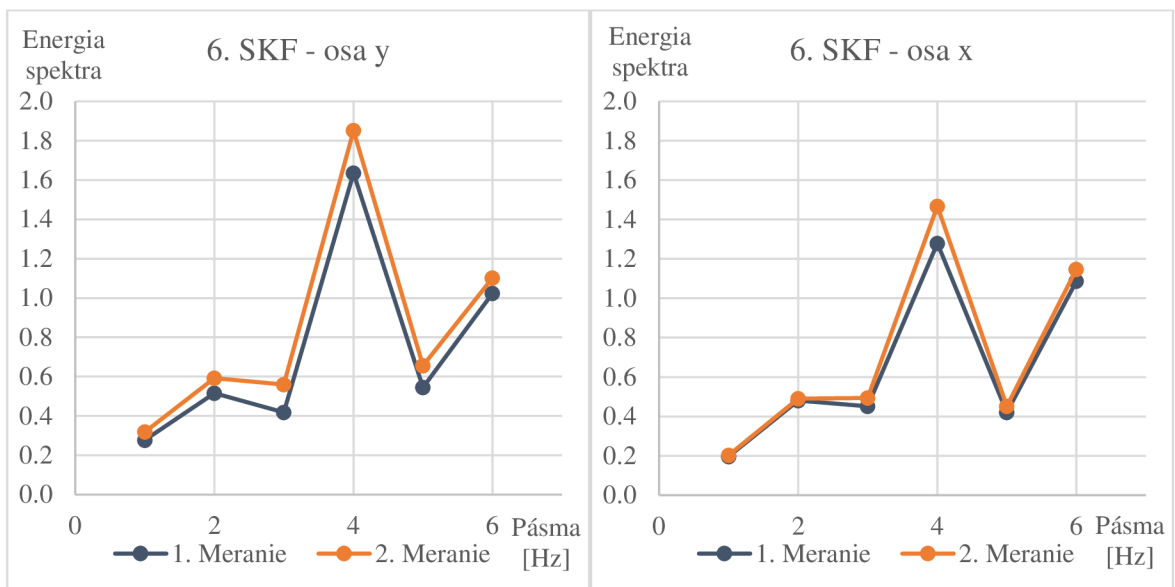 Energia
spektra
6. SKF - osa y
2.0
1.8
1.6
1.4
1.2
1.0
0.8
0.6
0.4
0.2
0.0
0 2 4 6
Pásma
[Hz]
1. Meranie 2. Meranie
Energia
spektra
6. SKF - osa x
2.0
1.8
1.6
1.4
1.2
1.0
0.8
0.6
0.4
0.2
0.0
0 2 4 6
Pásma
[Hz]
1. Meranie 2. Meranie